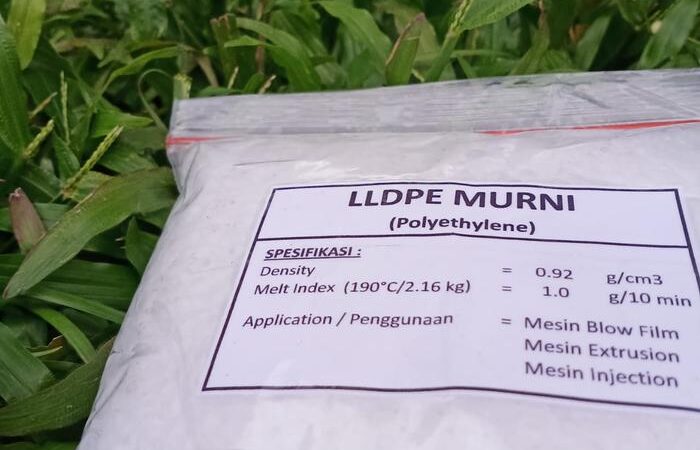 LLDPE MURNI
(Polyethylene)
SPESIFIKASI :
Density = 0.92 g/cm3
Melt Index (190°C/2.16 kg) = 1.0 g/10 min
Application / Penggunaan = Mesin Blow Film
Mesin Extrusion
Mesin Injection